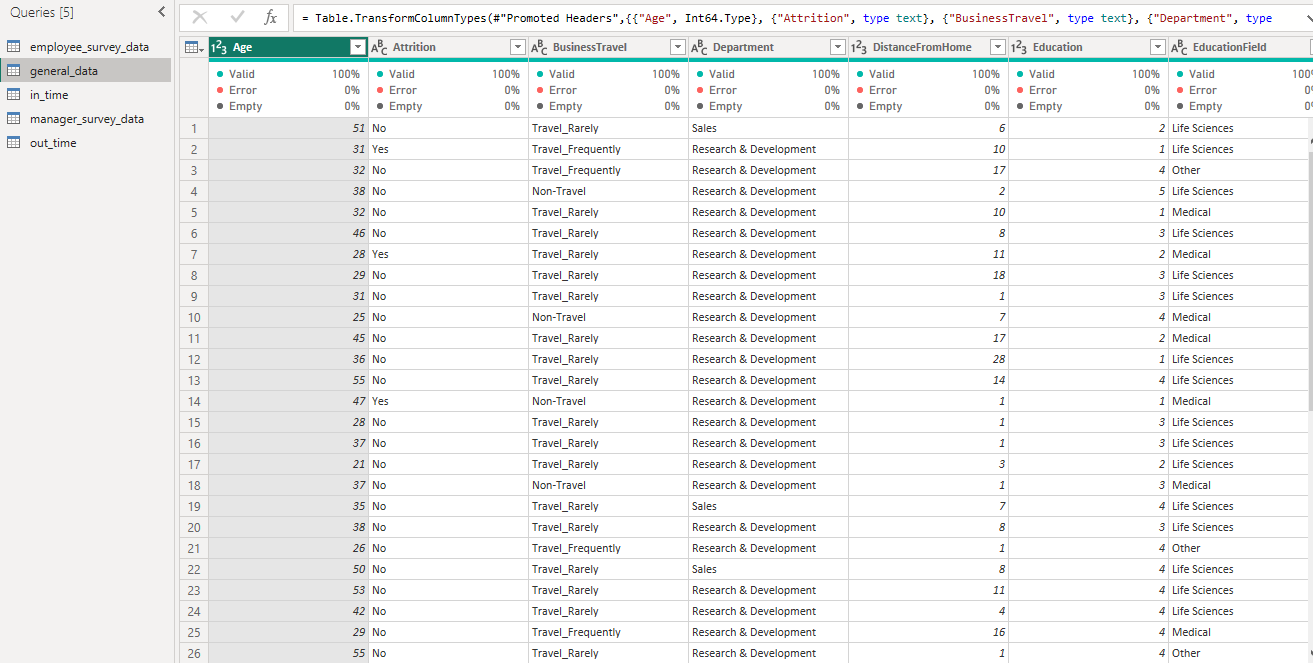 Queries [5]
employee_survey_data
general_data
in_time
manager_survey_data
out_time
fx = Table.TransformColumnTypes(#"Promoted Headers",{{"Age", Int64.Type}, {"Attrition", type text}, {"BusinessTravel", type text}, {"Department", type
123 Age ABC Attrition ABC BusinessTravel ABC Department 123 DistanceFromHome 123 Education ABC EducationField
Valid 100% Valid 100% Valid 100% Valid 100% Valid 100% Valid 100% Valid 100
Error 0% Error 0% Error 0% Error 0% Error 0% Error 0% Error 0
Empty 0% Empty 0% Empty 0% Empty 0% Empty 0% Empty 0% Empty 0
1 51 No Travel_Rarely Sales 6 2 Life Sciences
2 31 Yes Travel_Frequently Research & Development 10 1 Life Sciences
3 32 No Travel_Frequently Research & Development 17 4 Other
4 38 No Non-Travel Research & Development 2 5 Life Sciences
5 32 No Travel_Rarely Research & Development 10 1 Medical
6 46 No Travel_Rarely Research & Development 8 3 Life Sciences
7 28 Yes Travel_Rarely Research & Development 11 2 Medical
8 29 No Travel_Rarely Research & Development 18 3 Life Sciences
9 31 No Travel_Rarely Research & Development 1 3 Life Sciences
10 25 No Non-Travel Research & Development 7 4 Medical
11 45 No Travel_Rarely Research & Development 17 2 Medical
12 36 No Travel_Rarely Research & Development 28 1 Life Sciences
13 55 No Travel_Rarely Research & Development 14 4 Life Sciences
14 47 Yes Non-Travel Research & Development 1 1 Medical
15 28 No Travel_Rarely Research & Development 1 3 Life Sciences
16 37 No Travel_Rarely Research & Development 1 3 Life Sciences
17 21 No Travel_Rarely Research & Development 3 2 Life Sciences
18 37 No Non-Travel Research & Development 1 3 Medical
19 35 No Travel_Rarely Sales 7 4 Life Sciences
20 38 No Travel_Rarely Research & Development 8 3 Life Sciences
21 26 No Travel_Frequently Research & Development 1 4 Other
22 50 No Travel_Rarely Sales 8 4 Life Sciences
23 53 No Travel_Rarely Research & Development 11 4 Life Sciences
24 42 No Travel_Rarely Research & Development 4 4 Life Sciences
25 29 No Travel_Frequently Research & Development 16 4 Medical
26 55 No Travel_Rarely Research & Development 1 4 Other